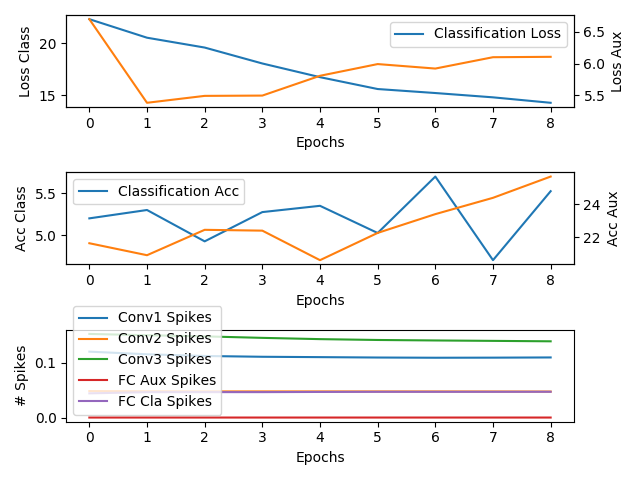 Classification Loss
Loss Class
Loss Aux
20
15
6.5
6.0
5.5
0 1 2 3 4 5 6 7 8
Epochs
Classification Acc
Acc Class
Acc Aux
5.5
5.0
24
22
0 1 2 3 4 5 6 7 8
Epochs
Conv1 Spikes
Conv2 Spikes
Conv3 Spikes
FC Aux Spikes
FC Cla Spikes
# Spikes
0.1
0.0
0 1 2 3 4 5 6 7 8
Epochs